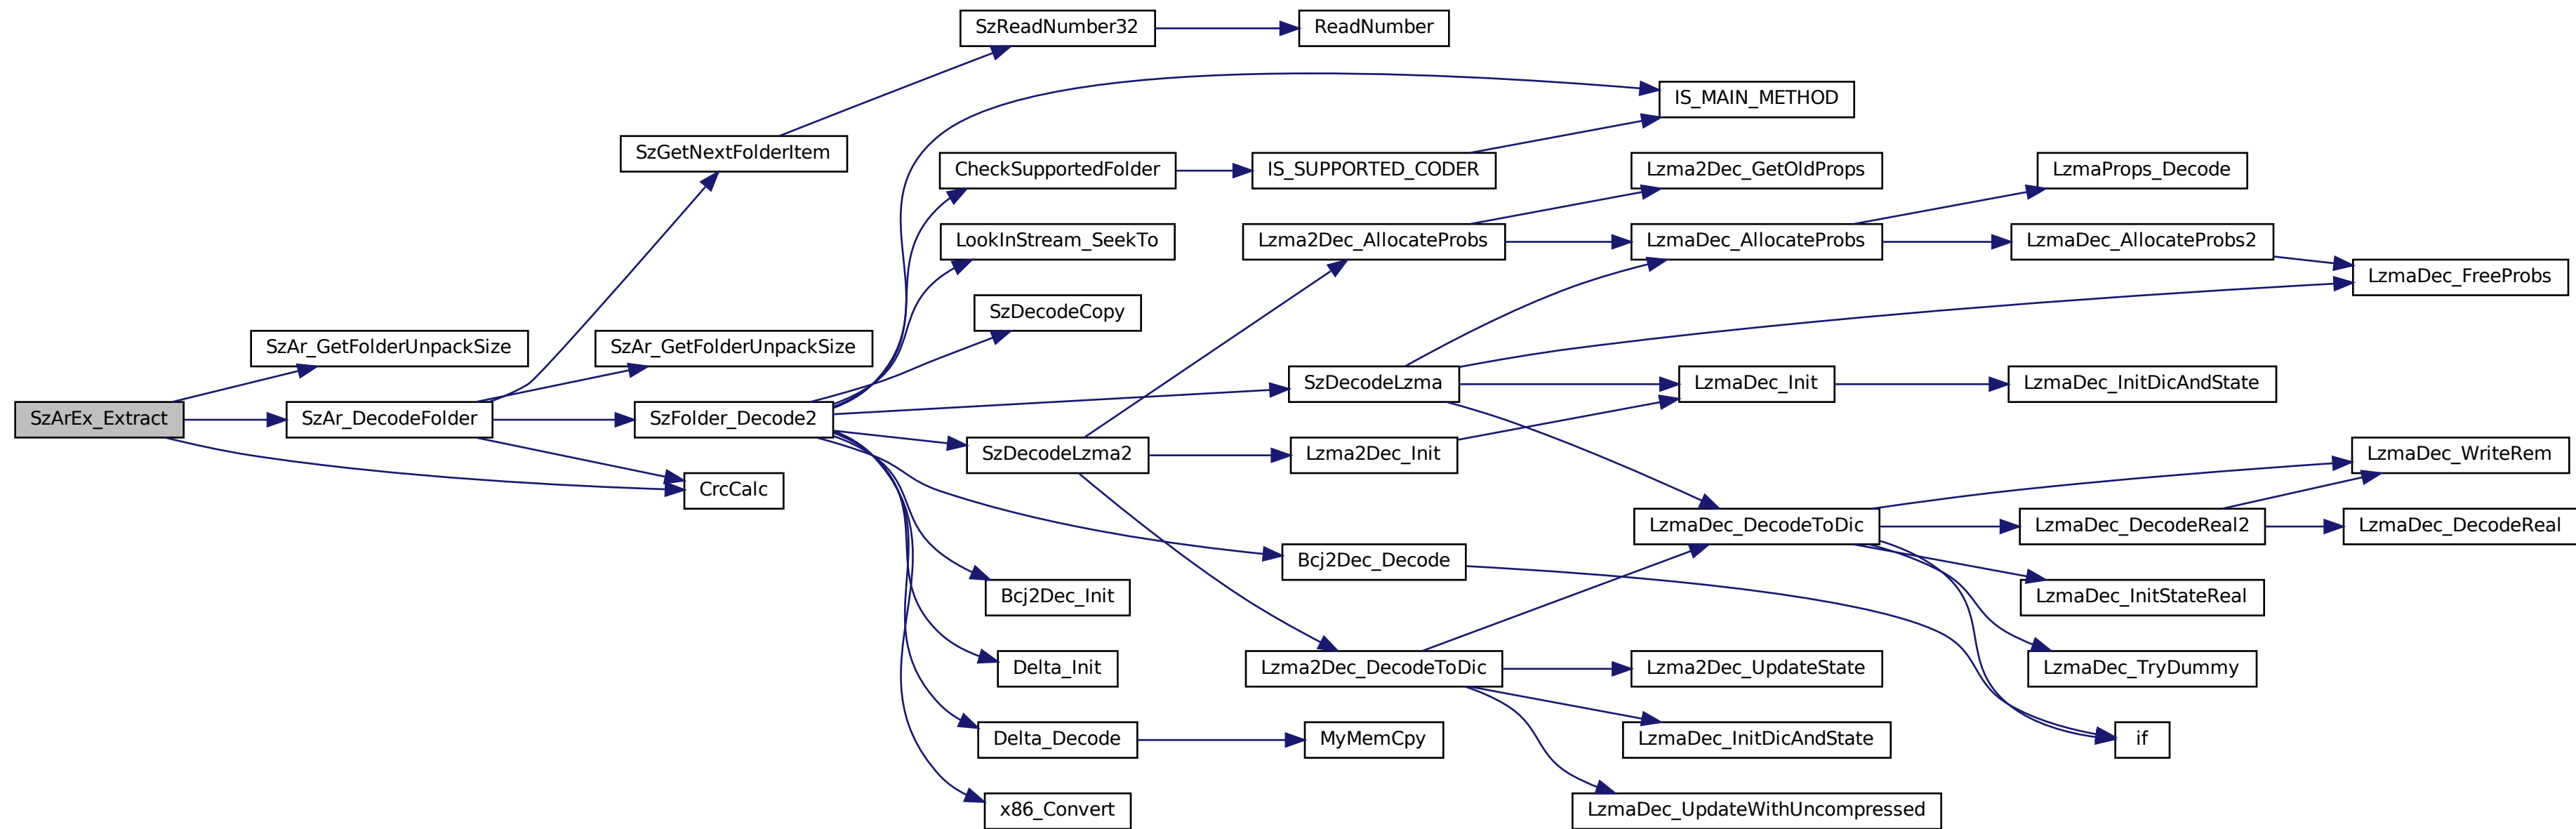 SzReadNumber32
ReadNumber
IS_MAIN_METHOD
SzGetNextFolderItem
CheckSupportedFolder
IS_SUPPORTED_CODER
Lzma2Dec_GetOldProps
LzmaProps_Decode
LookInStream_SeekTo
Lzma2Dec_AllocateProbs
LzmaDec_AllocateProbs
LzmaDec_AllocateProbs2
LzmaDec_FreeProbs
SzDecodeCopy
SzAr_GetFolderUnpackSize
SzAr_GetFolderUnpackSize
SzDecodeLzma
LzmaDec_Init
LzmaDec_InitDicAndState
SzArEx_Extract
SzAr_DecodeFolder
SzFolder_Decode2
SzDecodeLzma2
Lzma2Dec_Init
LzmaDec_WriteRem
CrcCalc
LzmaDec_DecodeToDic
LzmaDec_DecodeReal2
LzmaDec_DecodeReal
Bcj2Dec_Decode
Bcj2Dec_Init
LzmaDec_InitStateReal
Delta_Init
Lzma2Dec_DecodeToDic
Lzma2Dec_UpdateState
LzmaDec_TryDummy
Delta_Decode
MyMemCpy
LzmaDec_InitDicAndState
if
x86_Convert
LzmaDec_UpdateWithUncompressed